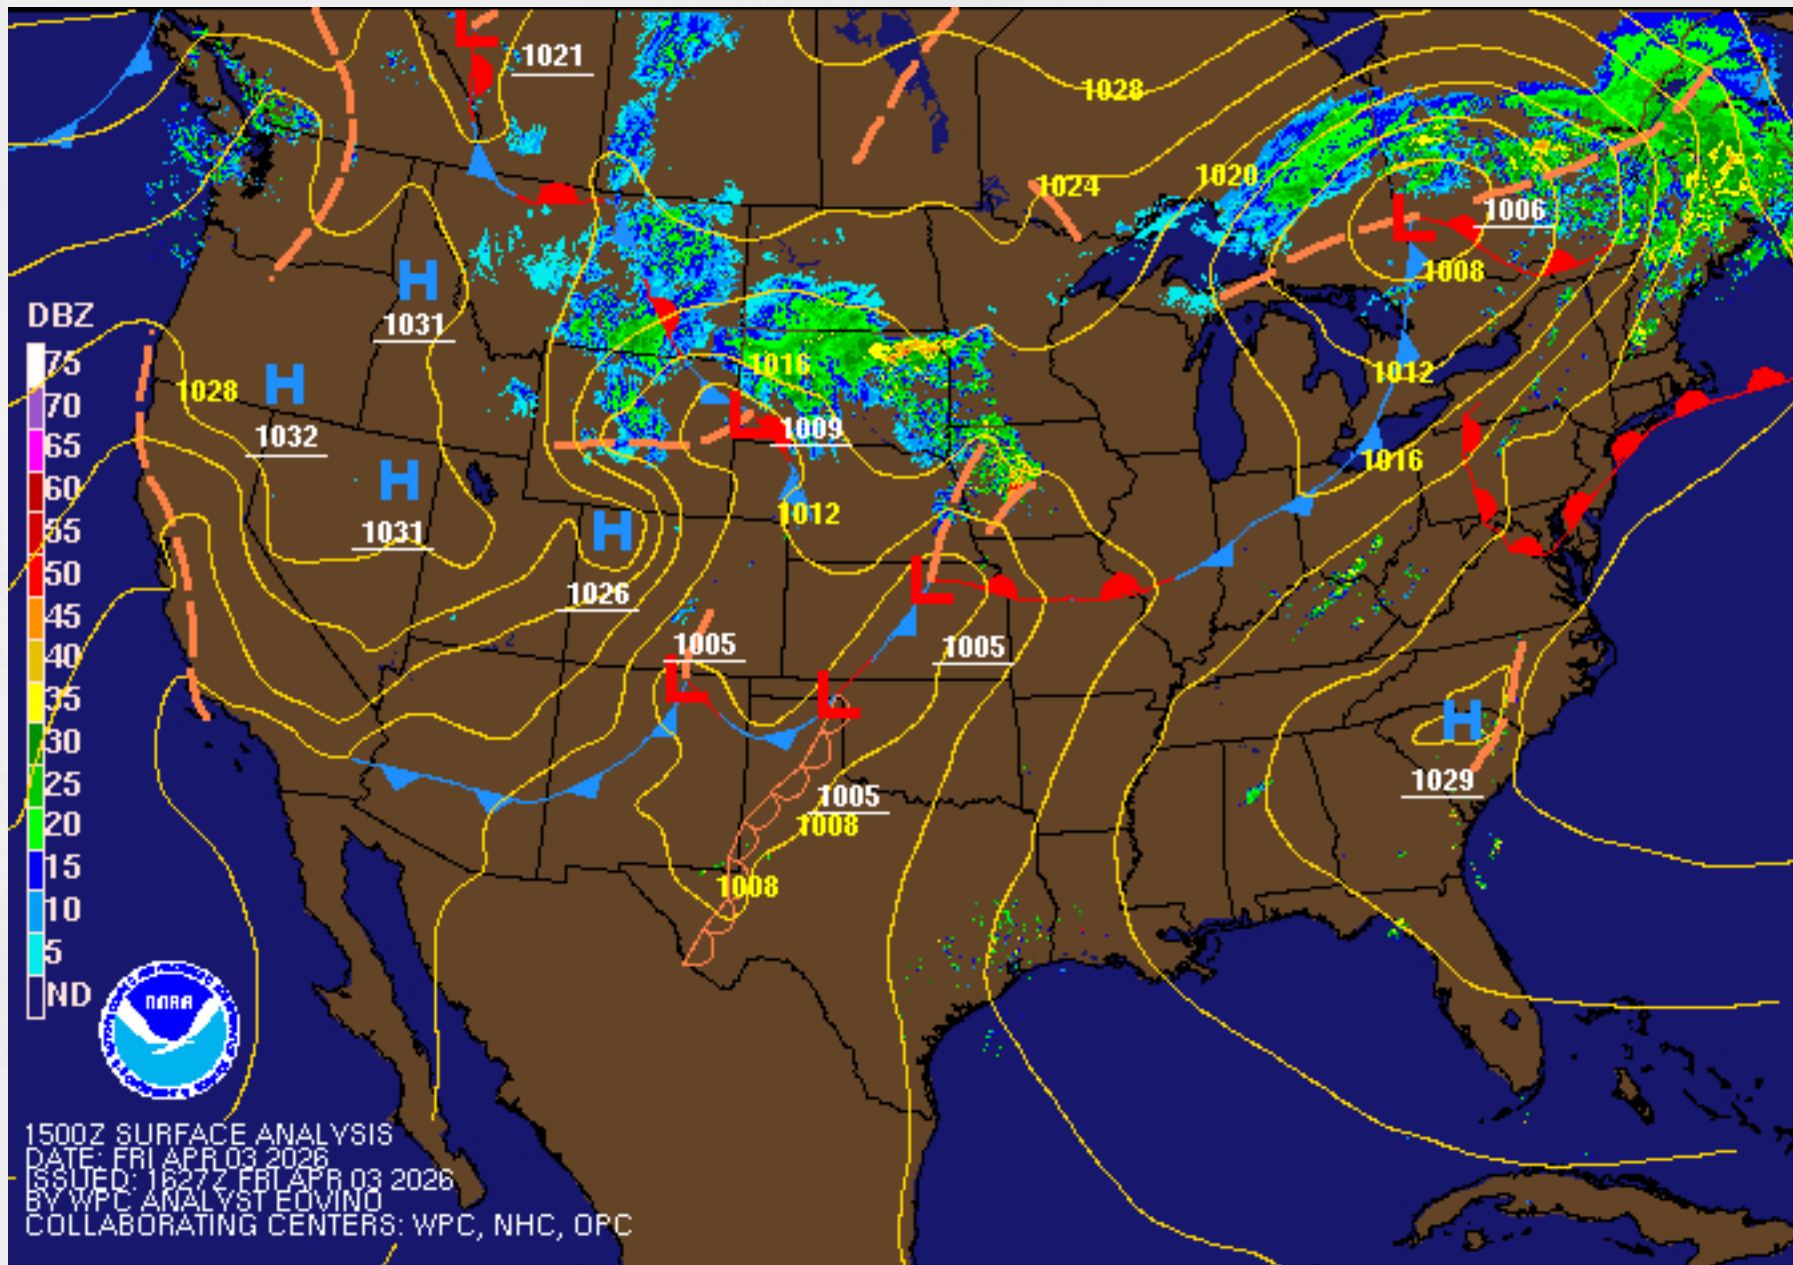 1021
1028
1024
1020
1006
1008
1031
1028
1032
1016
1009
1012
1016
1031
1012
1026
1005
1005
1005
1008
1008
1029
H
H
H
H
H
L
L
L
L
L
L
DBZ
75
70
65
60
55
50
45
40
35
30
25
20
15
10
5
ND
NOAA
1500Z SURFACE ANALYSIS
DATE: FRI APR 03 2026
ISSUED: 1627Z FRI APR 03 2026
BY WPC ANALYST EOVINO
COLLABORATING CENTERS: WPC, NHC, OPC